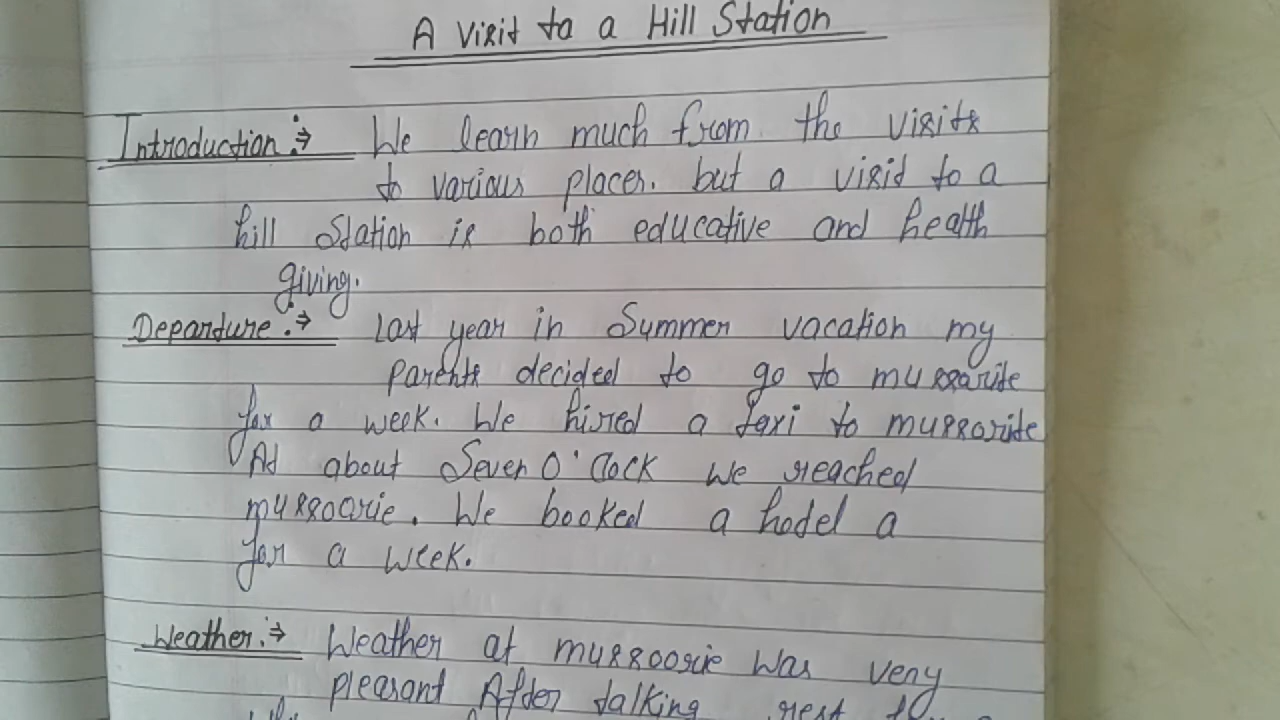 A Visit to a Hill Station
Introduction :→ We learn much from the visits
to various places. but a visit to a
hill Station is both educative and health
giving.
Departure :→ Last year in Summer vacation my
Parents decided to go to mussarite
for a week. We hired a taxi to mussorite
At about Seven O'Clock we reached
mussoorie. We booked a hotel a
for a week.
Weather :→ Weather at mussoorie was very
pleasant After talking rest